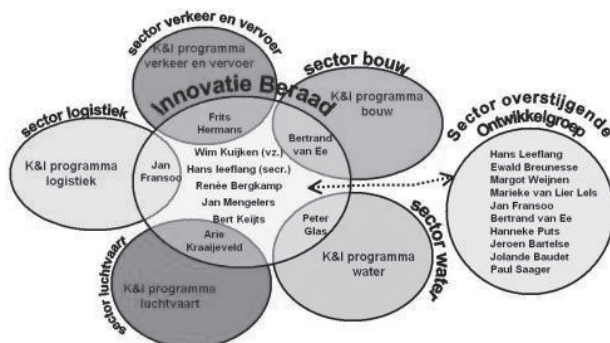 sector verkeer en vervoer
K&I programma
verkeer en vervoer
Innovatie Beraad
sector bouw
K&I programma
bouw
sector logistiek
K&I programma
logistiek
Frits
Hermans
Bertrand
van Ee
Jan
Fransoo
Wim Kuijken (vz.)
Hans leeflang (secr.)
Renée Bergkamp
Jan Mengelers
Bert Keijts
Arie
Kraaijeveld
Peter
Glas
K&I programma
water
sector water
K&I programma
luchtvaart
sector luchtvaart
Sector overstijgende
Ontwikkelgroep
Hans Leeflang
Ewald Breunesse
Margot Weijnen
Marieke van Lier Lels
Jan Fransoo
Bertrand van Ee
Hanneke Puts
Jeroen Bartelse
Jolande Baudet
Paul Saager